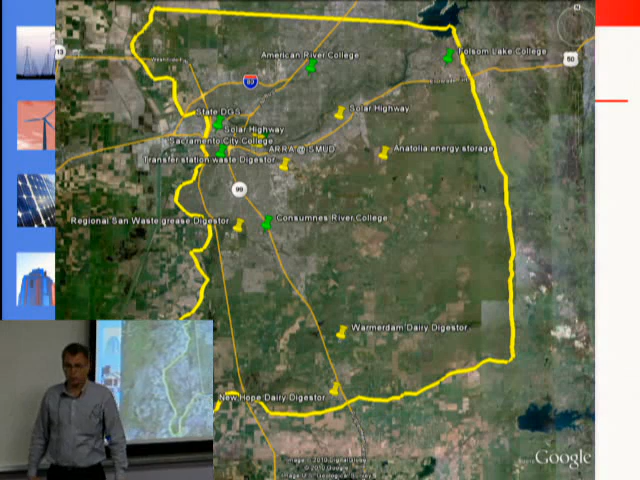 American River College
Folsom Lake College
13
50
80
State DGS
Solar Highway
Solar Highway
Sacramento City College
ARRA @ SMUD
Anatolia energy storage
Transfer station waste Digestor
99
Regional San Waste grease Digestor
Consumnes River College
Warmerdam Dairy Digestor
New Hope Dairy Digestor
© 2010 Google
Google